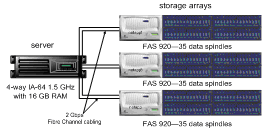 storage arrays
server
FAS 920—35 data spindles
4-way IA-64 1.5 GHz
with 16 GB RAM
FAS 920—35 data spindles
2 Gbps
Fibre Channel cabling
FAS 920—35 data spindles